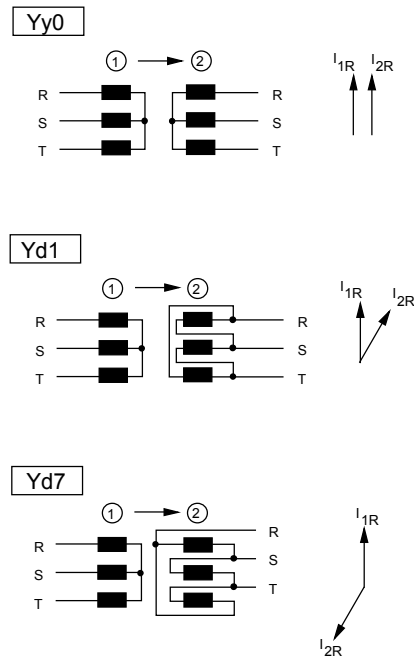 Yy0
① ②
I1R I2R
R R
S S
T T
Yd1
① ②
I1R I2R
R R
S S
T T
Yd7
① ②
R
I1R
R
S
S
T
T
I2R